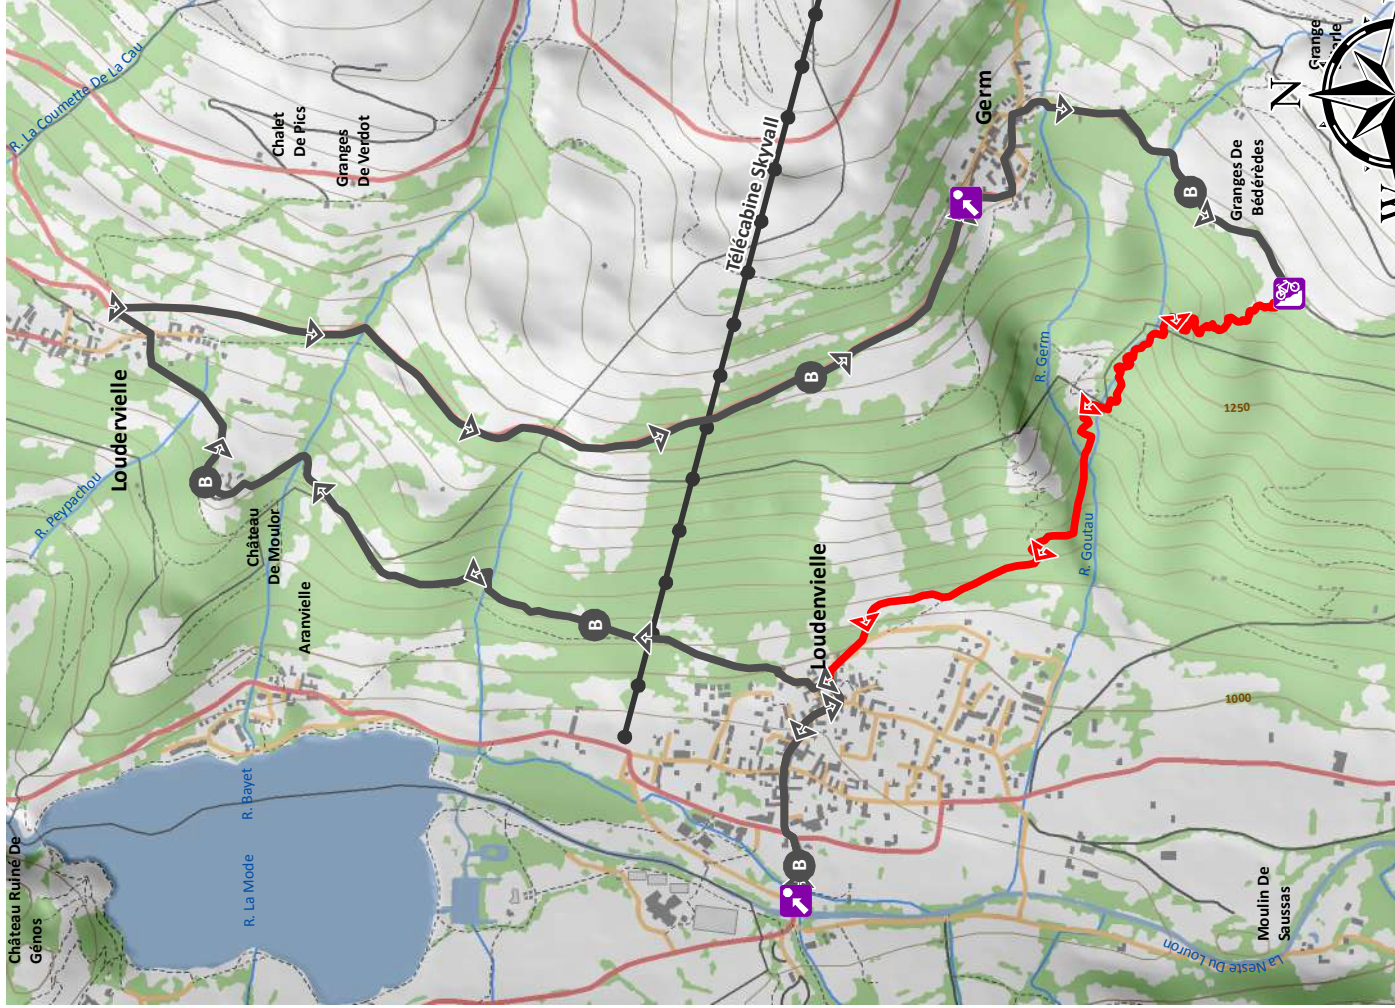 R. La Coumette De La Cau
Chalet
De Pics
Granges
De Verdot
Télécabine Skyvall
Germ
Grange
N
Granges De
Bédérèdes
B
Loudervielle
R. Peypachou
B
Château
De Moulor
Aranvielle
B
B
R. Germ
1250
R. Goutau
Loudenvielle
1000
R. Bayet
R. La Mode
Château Ruiné De
Génos
B
Moulin De
Saussas
La Neste Du Louron